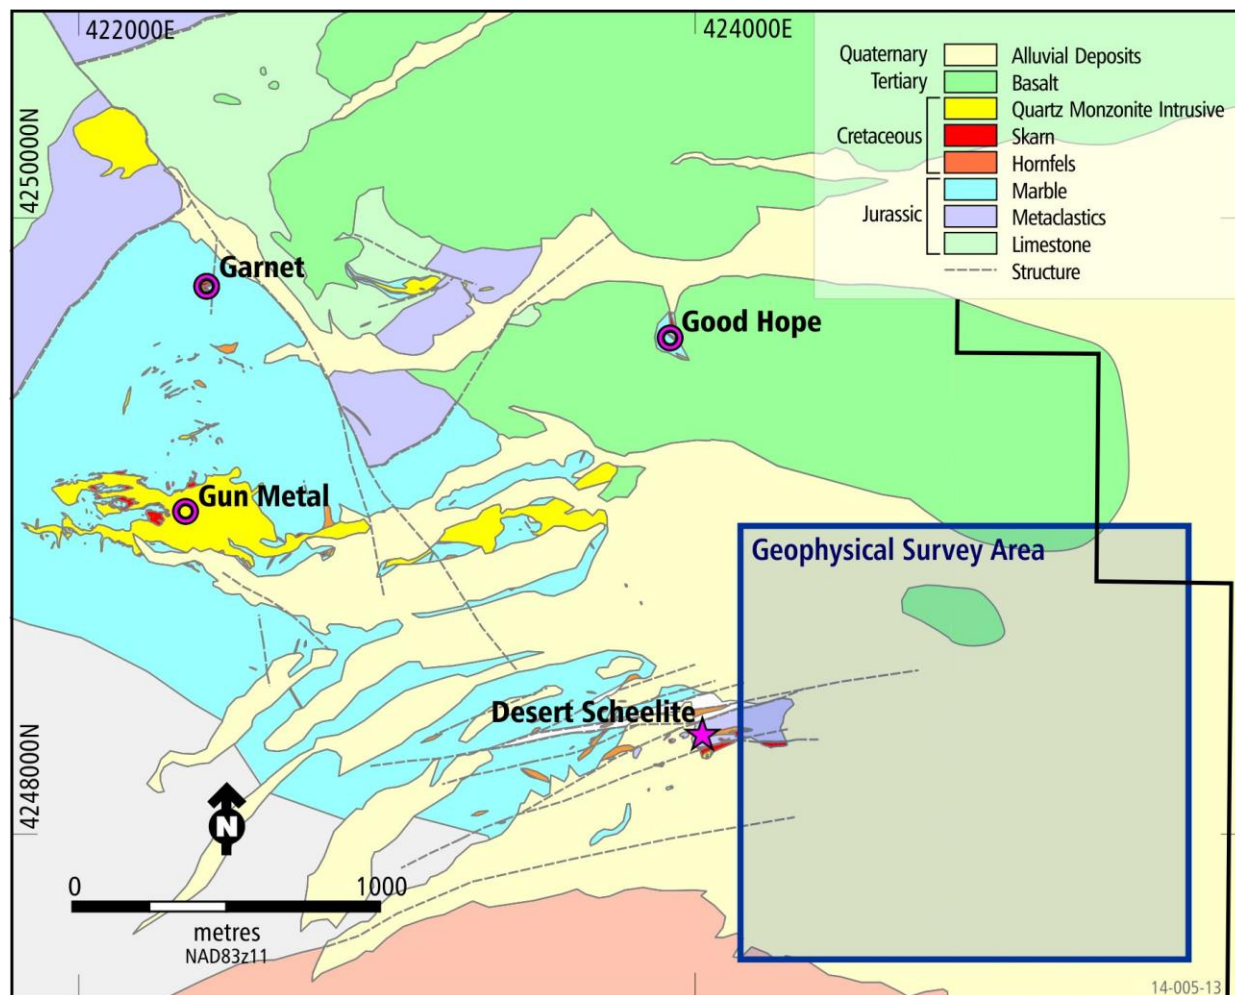 422000E
424000E
Quaternary Alluvial Deposits
Tertiary Basalt
Quartz Monzonite Intrusive
Cretaceous Skarn
Hornfels
Marble
Jurassic Metaclastics
Limestone
Structure
4250000N
Garnet
Good Hope
Gun Metal
Geophysical Survey Area
Desert Scheelite
4248000N
N
0 1000
metres
NAD83z11
14-005-13